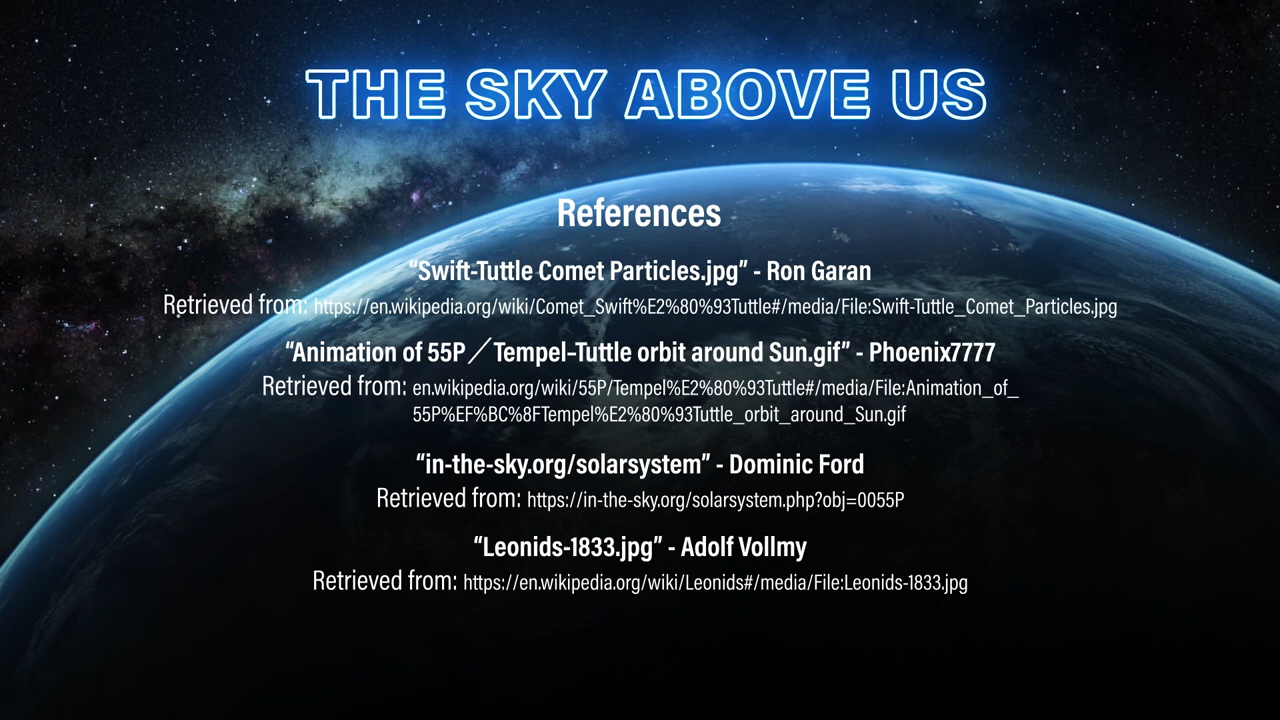 THE SKY ABOVE US
References
“Swift-Tuttle Comet Particles.jpg” - Ron Garan
Retrieved from: https://en.wikipedia.org/wiki/Comet_Swift%E2%80%93Tuttle#/media/File:Swift-Tuttle_Comet_Particles.jpg
“Animation of 55P／Tempel–Tuttle orbit around Sun.gif” - Phoenix7777
Retrieved from: en.wikipedia.org/wiki/55P/Tempel%E2%80%93Tuttle#/media/File:Animation_of_
55P%EF%BC%8FTempel%E2%80%93Tuttle_orbit_around_Sun.gif
“in-the-sky.org/solarsystem” - Dominic Ford
Retrieved from: https://in-the-sky.org/solarsystem.php?obj=0055P
“Leonids-1833.jpg” - Adolf Vollmy
Retrieved from: https://en.wikipedia.org/wiki/Leonids#/media/File:Leonids-1833.jpg